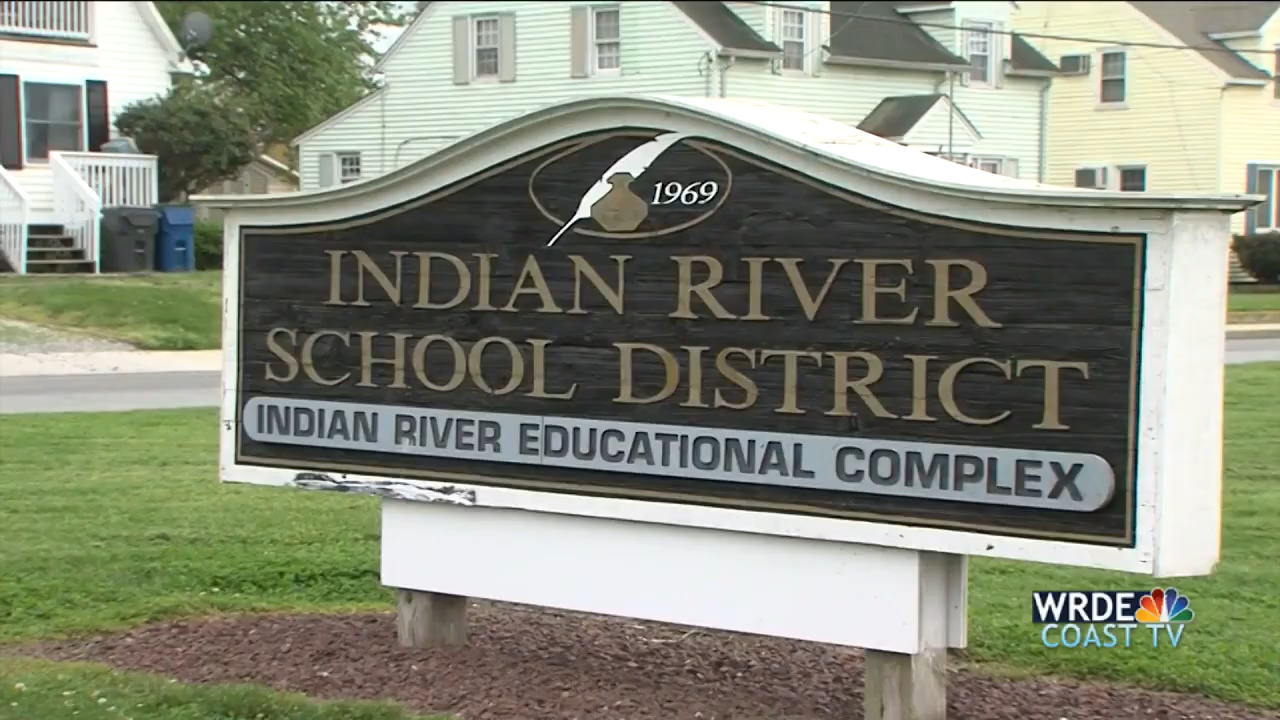 1969
INDIAN RIVER
SCHOOL DISTRICT
INDIAN RIVER EDUCATIONAL COMPLEX
WRDE
COAST TV